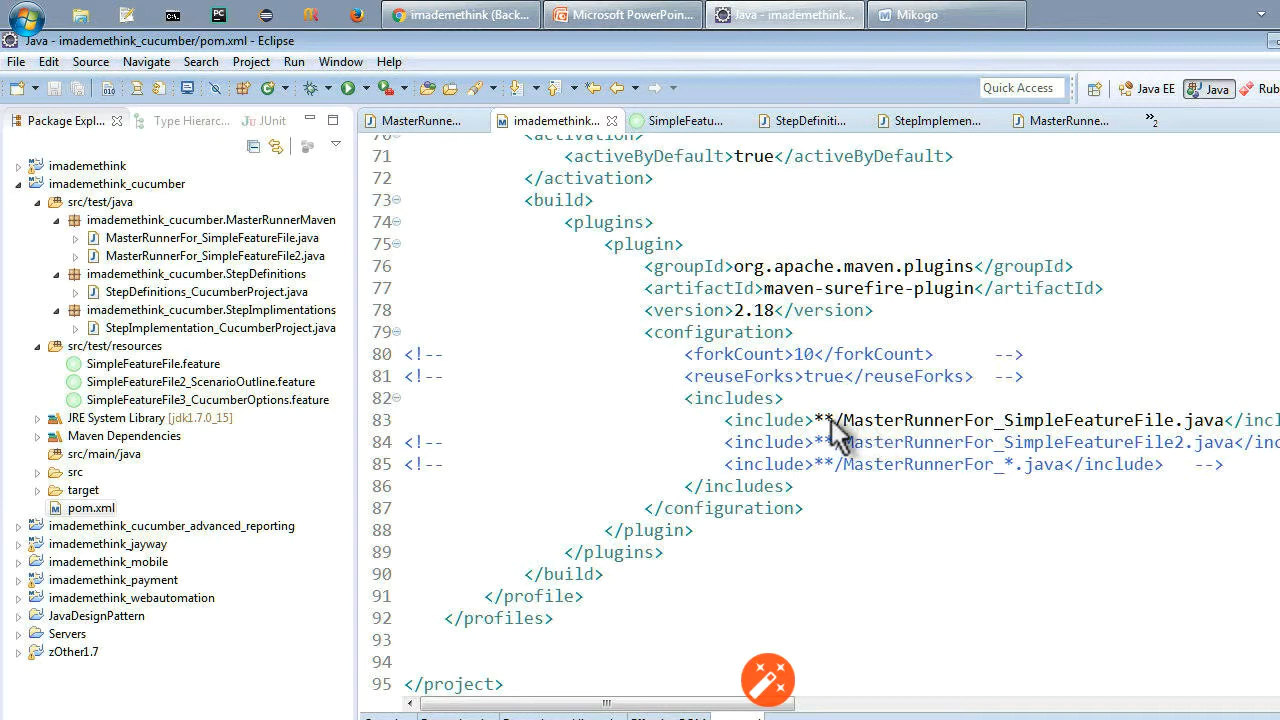 imademethink (Back...
Microsoft PowerPoin...
Java - imademethink...
Mikogo
Java - imademethink_cucumber/pom.xml - Eclipse
File Edit Source Navigate Search Project Run Window Help
Quick Access
Java EE
Java
Rub
Package Expl...
Type Hierarc...
JUnit
MasterRunne...
imademethink...
SimpleFeatu...
StepDefiniti...
StepImplemen...
MasterRunne...
»2
imademethink
imademethink_cucumber
src/test/java
imademethink_cucumber.MasterRunnerMaven
MasterRunnerFor_SimpleFeatureFile.java
MasterRunnerFor_SimpleFeatureFile2.java
imademethink_cucumber.StepDefinitions
StepDefinitions_CucumberProject.java
imademethink_cucumber.StepImplimentations
StepImplementation_CucumberProject.java
src/test/resources
SimpleFeatureFile.feature
SimpleFeatureFile2_ScenarioOutline.feature
SimpleFeatureFile3_CucumberOptions.feature
JRE System Library [jdk1.7.0_15]
Maven Dependencies
src/main/java
src
target
pom.xml
imademethink_cucumber_advanced_reporting
imademethink_jayway
imademethink_mobile
imademethink_payment
imademethink_webautomation
JavaDesignPattern
Servers
zOther1.7
70 <activation>
71 <activeByDefault>true</activeByDefault>
72 </activation>
73 <build>
74 <plugins>
75 <plugin>
76 <groupId>org.apache.maven.plugins</groupId>
77 <artifactId>maven-surefire-plugin</artifactId>
78 <version>2.18</version>
79 <configuration>
80 <!-- <forkCount>10</forkCount> -->
81 <!-- <reuseForks>true</reuseForks> -->
82 <includes>
83 <include>**/MasterRunnerFor_SimpleFeatureFile.java</incl
84 <!-- <include>**/MasterRunnerFor_SimpleFeatureFile2.java</inc
85 <!-- <include>**/MasterRunnerFor_*.java</include> -->
86 </includes>
87 </configuration>
88 </plugin>
89 </plugins>
90 </build>
91 </profile>
92 </profiles>
93
94
95 </project>